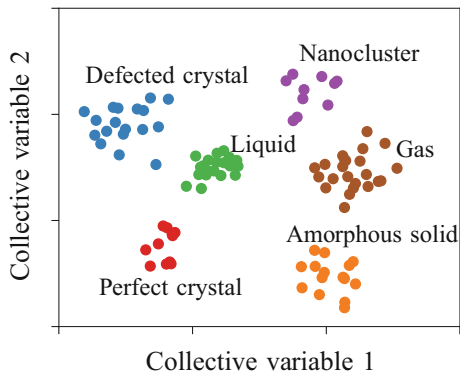 Nanocluster
Defected crystal
Liquid
Gas
Amorphous solid
Perfect crystal
Collective variable 2
Collective variable 1